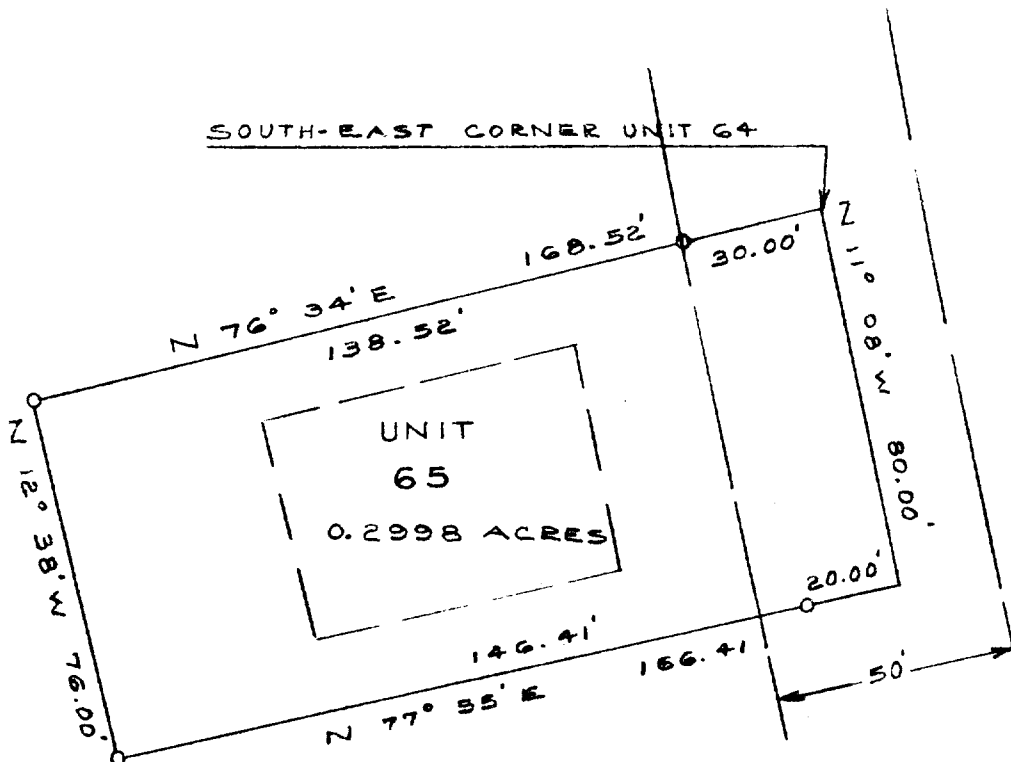 SOUTH-EAST CORNER UNIT 64
168.52'
30.00'
N 76° 34' E
138.52'
N 11° 08' W 80.00'
N 12° 38' W 76.00'
UNIT
65
0.2998 ACRES
20.00'
146.41'
166.41
N 77° 55' E
50'